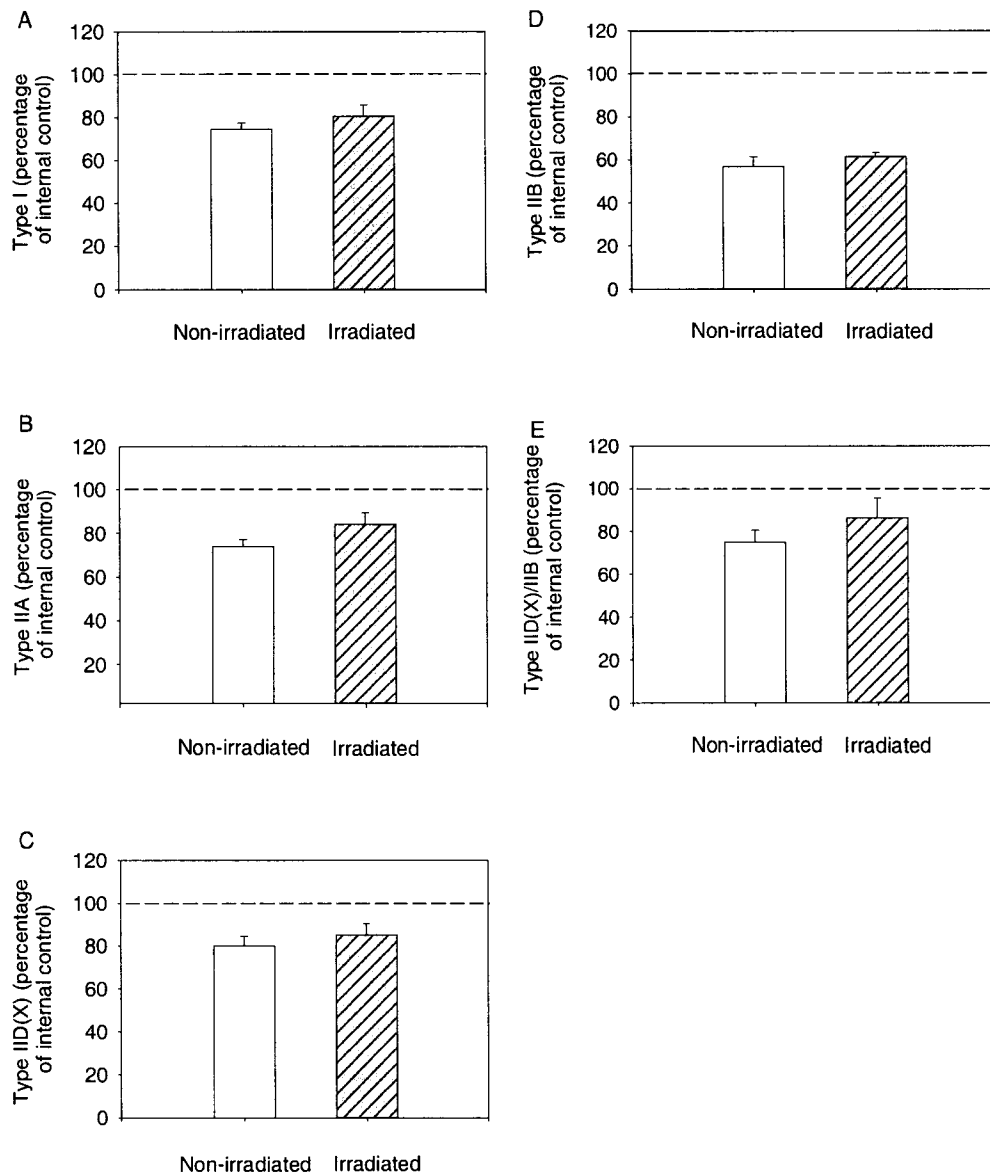 A
Type I (percentage
of internal control)
120
100
80
60
40
20
0
Non-irradiated Irradiated
B
Type IIA (percentage
of internal control)
120
100
80
60
40
20
Non-irradiated Irradiated
C
Type IID(X) (percentage
of internal control)
120
100
80
60
40
20
0
Non-irradiated Irradiated
D
Type IIB (percentage
of internal control)
120
100
80
60
40
20
0
Non-irradiated Irradiated
E
Type IID(X)/IIB (percentage
of internal control)
120
100
80
60
40
20
0
Non-irradiated Irradiated